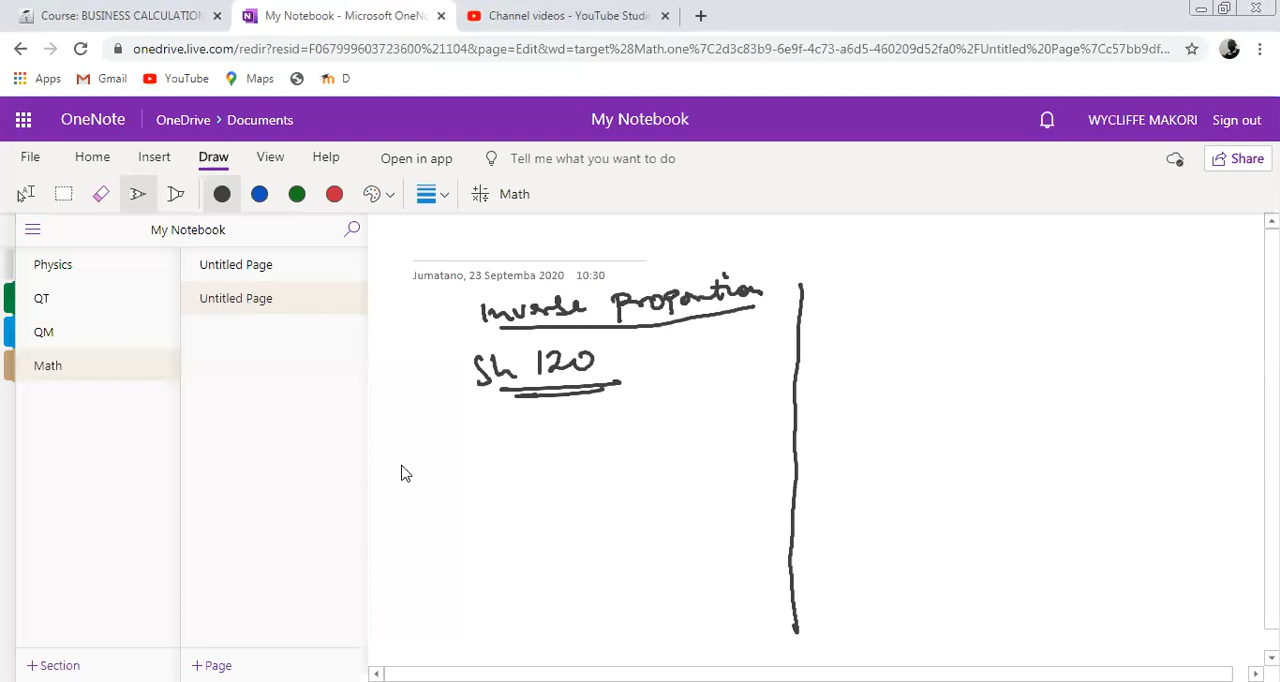 Course: BUSINESS CALCULATION
My Notebook - Microsoft OneNo
Channel videos - YouTube Studio
onedrive.live.com/redir?resid=F067999603723600%21104&page=Edit&wd=target%28Math.one%7C2d3c83b9-6e9f-4c73-a6d5-460209d52fa0%2FUntitled%20Page%7Cc57bb9df...
Apps Gmail YouTube Maps D
OneNote OneDrive > Documents My Notebook WYCLIFFE MAKORI Sign out
File Home Insert Draw View Help Open in app Tell me what you want to do Share
Math
My Notebook
Physics Untitled Page
QT Untitled Page
QM
Math
Jumatano, 23 Septemba 2020 10:30
inverse proportion
Sh 120
+ Section + Page